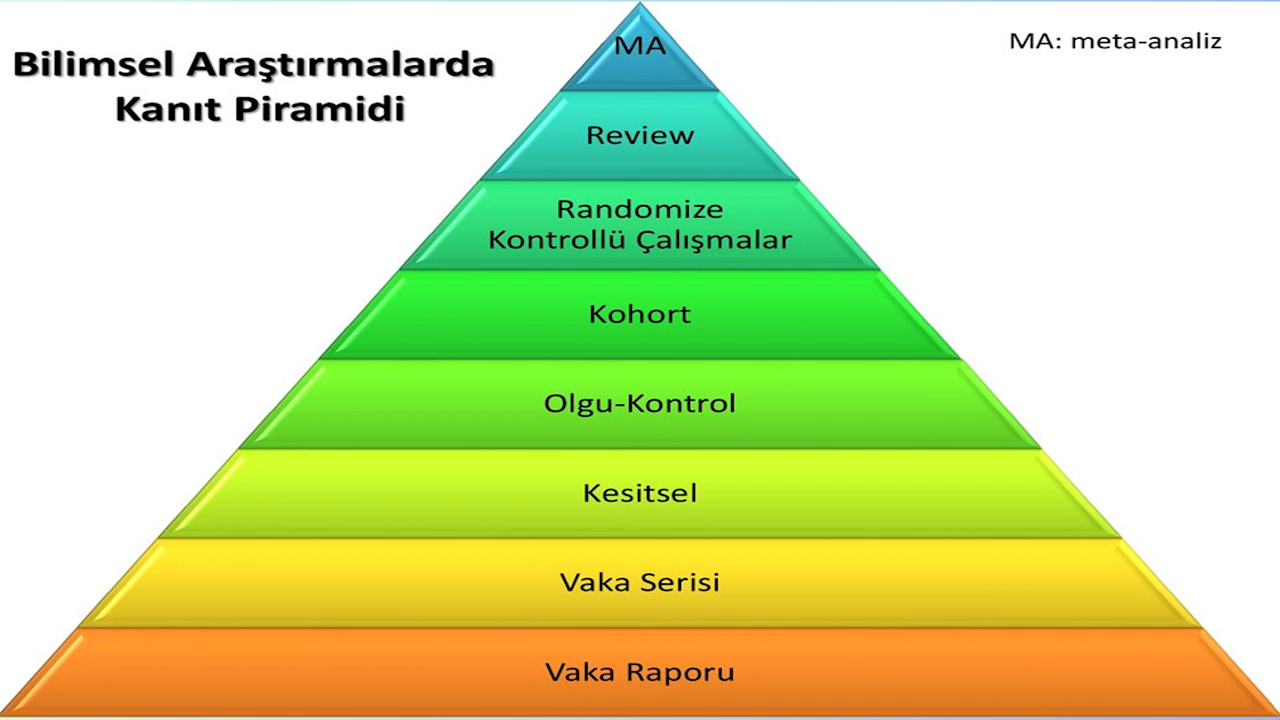 Bilimsel Araştırmalarda
Kanıt Piramidi
MA: meta-analiz
MA
Review
Randomize
Kontrollü Çalışmalar
Kohort
Olgu-Kontrol
Kesitsel
Vaka Serisi
Vaka Raporu